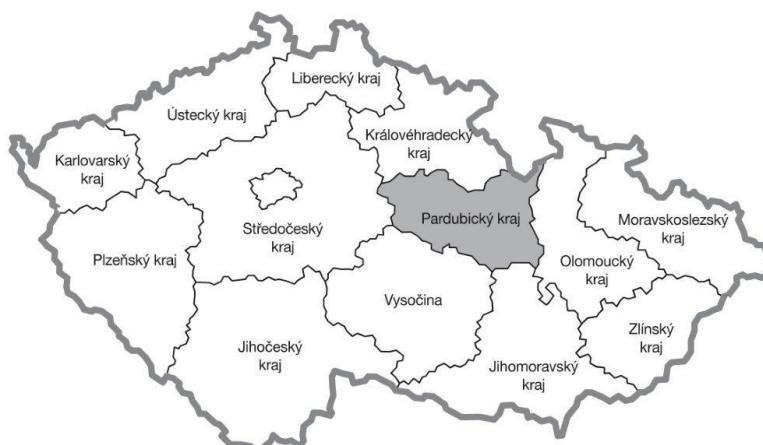 Liberecký kraj
Ústecký kraj
Královéhradecký
kraj
Karlovarský
kraj
Pardubický kraj
Moravskoslezský
kraj
Středočeský
kraj
Plzeňský kraj
Olomoucký
kraj
Vysočina
Zlínský
kraj
Jihočeský
kraj
Jihomoravský
kraj